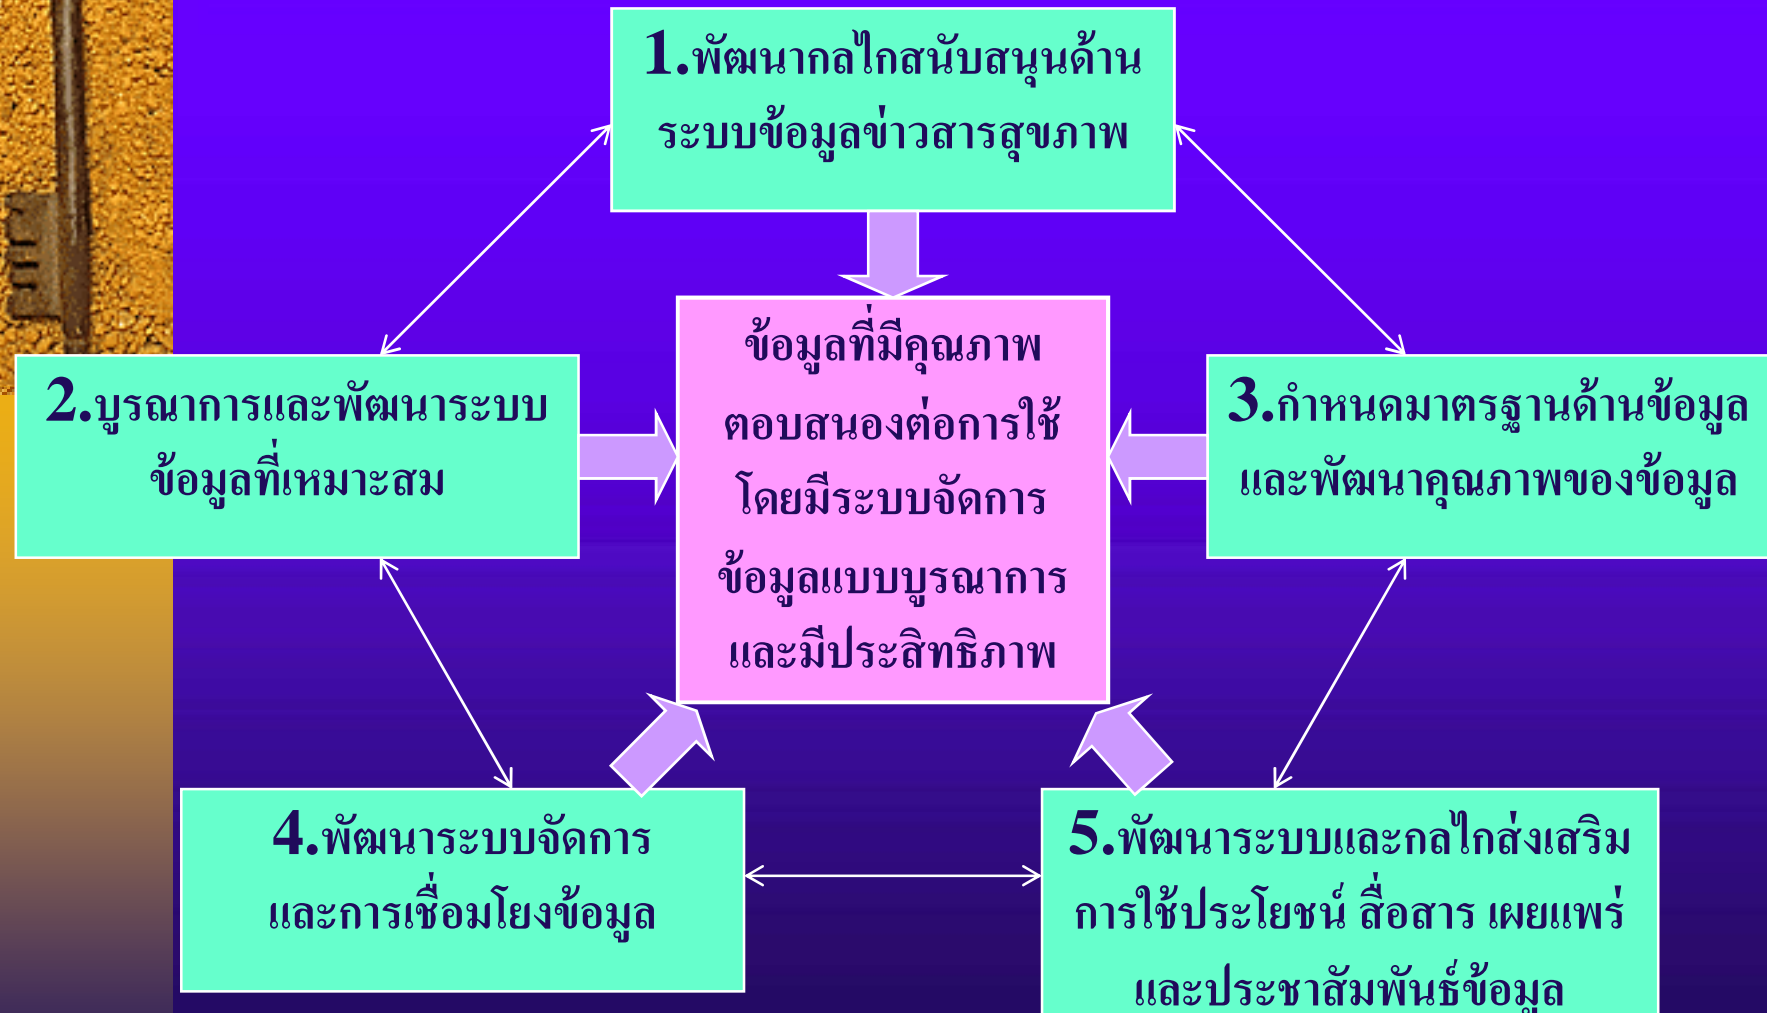 1.พัฒนากลไกสนับสนุนด้าน
ระบบข้อมูลข่าวสารสุขภาพ
ข้อมูลที่มีคุณภาพ
ตอบสนองต่อการใช้
โดยมีระบบจัดการ
ข้อมูลแบบบูรณาการ
และมีประสิทธิภาพ
2.บูรณาการและพัฒนาระบบ
ข้อมูลที่เหมาะสม
3.กำหนดมาตรฐานด้านข้อมูล
และพัฒนาคุณภาพของข้อมูล
4.พัฒนาระบบจัดการ
และการเชื่อมโยงข้อมูล
5.พัฒนาระบบและกลไกส่งเสริม
การใช้ประโยชน์ สื่อสาร เผยแพร่
และประชาสัมพันธ์ข้อมูล